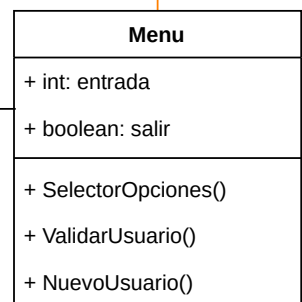 Menu
+ int: entrada
+ boolean: salir
+ SelectorOpciones()
+ ValidarUsuario()
+ NuevoUsuario()